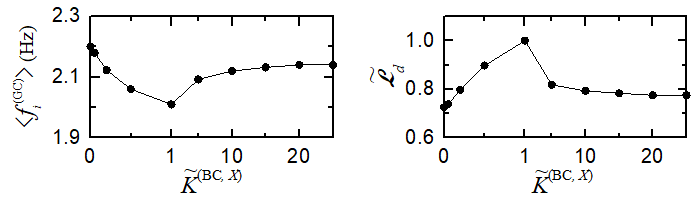 2.3
2.1
1.9
⟨f_i^(GC)⟩ (Hz)
0 1 10 20
K̃^(BC, X)
1.0
0.8
0.6
ℒ̃_d
0 1 10 20
K̃^(BC, X)